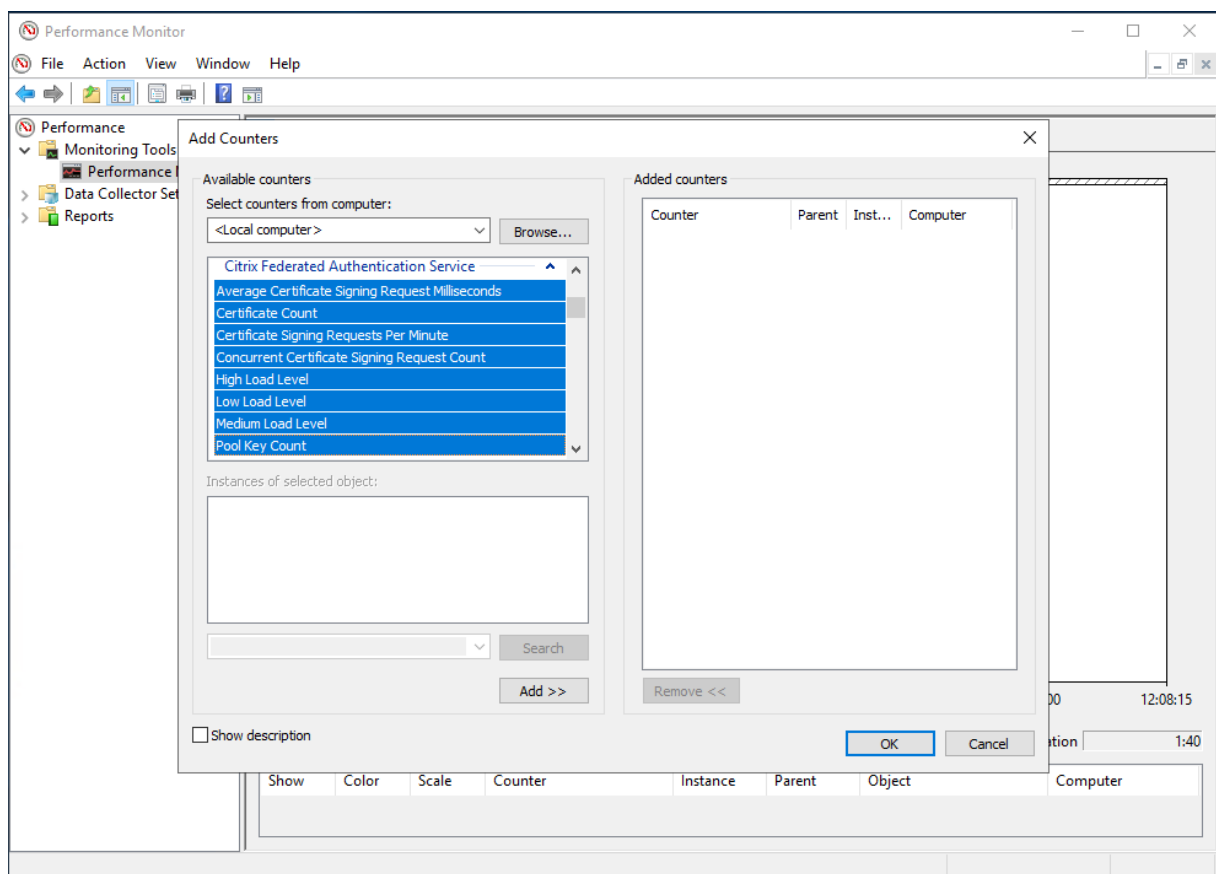 Performance Monitor
File Action View Window Help
Performance
Monitoring Tools
Performance
Data Collector Set
Reports
Add Counters
Available counters
Select counters from computer:
<Local computer>
Browse...
Citrix Federated Authentication Service
Average Certificate Signing Request Milliseconds
Certificate Count
Certificate Signing Requests Per Minute
Concurrent Certificate Signing Request Count
High Load Level
Low Load Level
Medium Load Level
Pool Key Count
Instances of selected object:
Search
Add >>
Show description
Added counters
Counter Parent Inst... Computer
Remove <<
OK Cancel
00 12:08:15
ation 1:40
Show Color Scale Counter Instance Parent Object Computer